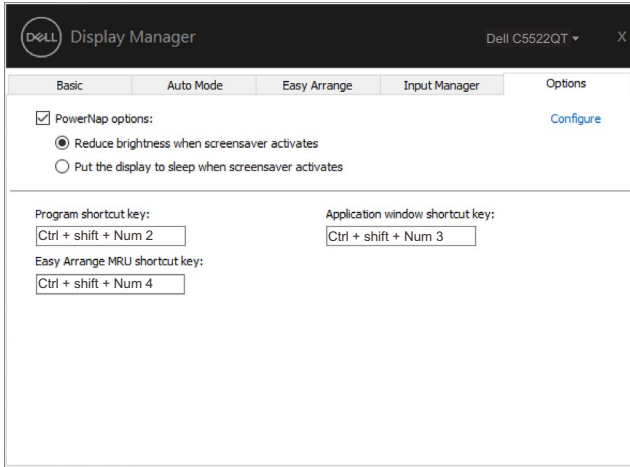 DELL Display Manager Dell C5522QT X
Basic Auto Mode Easy Arrange Input Manager Options
PowerNap options: Configure
Reduce brightness when screensaver activates
Put the display to sleep when screensaver activates
Program shortcut key: Application window shortcut key:
Ctrl + shift + Num 2 Ctrl + shift + Num 3
Easy Arrange MRU shortcut key:
Ctrl + shift + Num 4